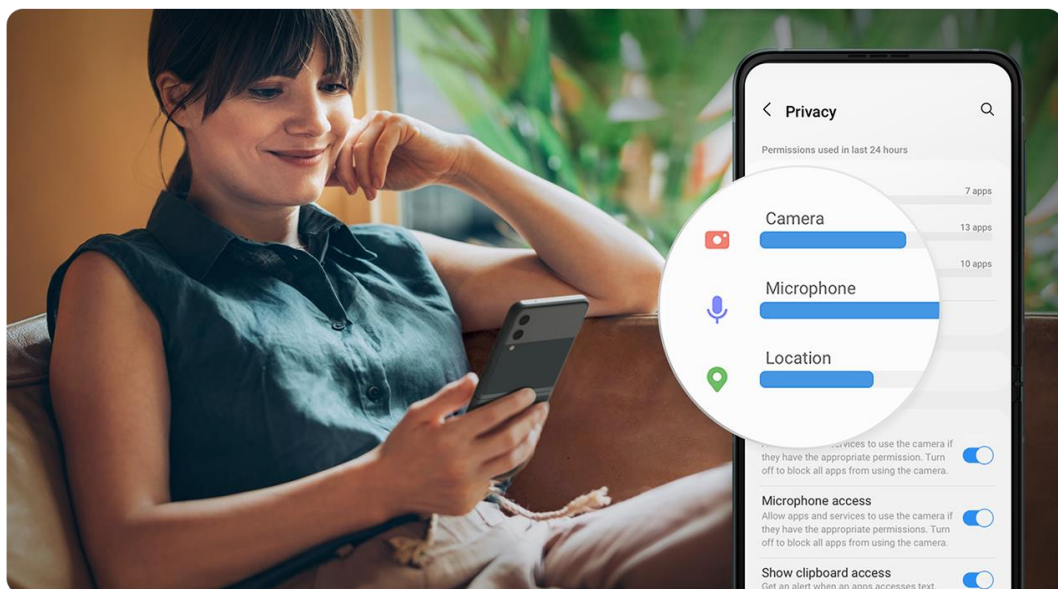 Privacy
Permissions used in last 24 hours
7 apps
Camera
13 apps
Microphone
10 apps
Location
to use the camera if
they have the appropriate permission. Turn
off to block all apps from using the camera.
Microphone access
Allow apps and services to use the camera if
they have the appropriate permissions. Turn
off to block all apps from using the camera.
Show clipboard access
Get an alert when an apps accesses text,